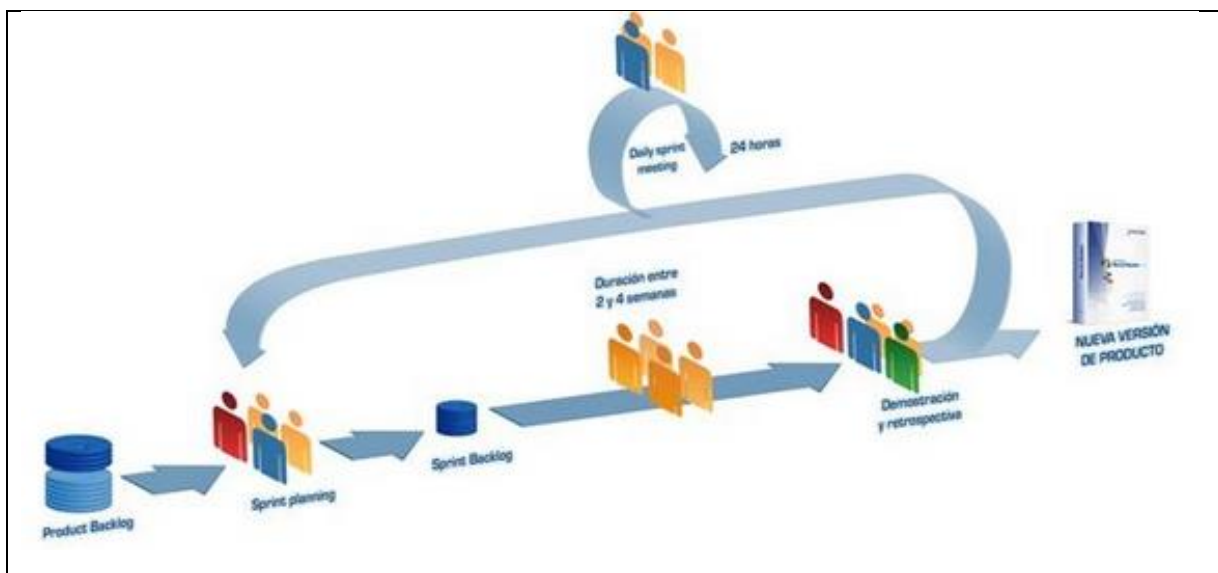 Daily sprint
meeting
24 horas
Duración entre
2 y 4 semanas
NUEVA VERSIÓN
DE PRODUCTO
Demostración
y retrospectiva
Sprint Backlog
Sprint planning
Product Backlog